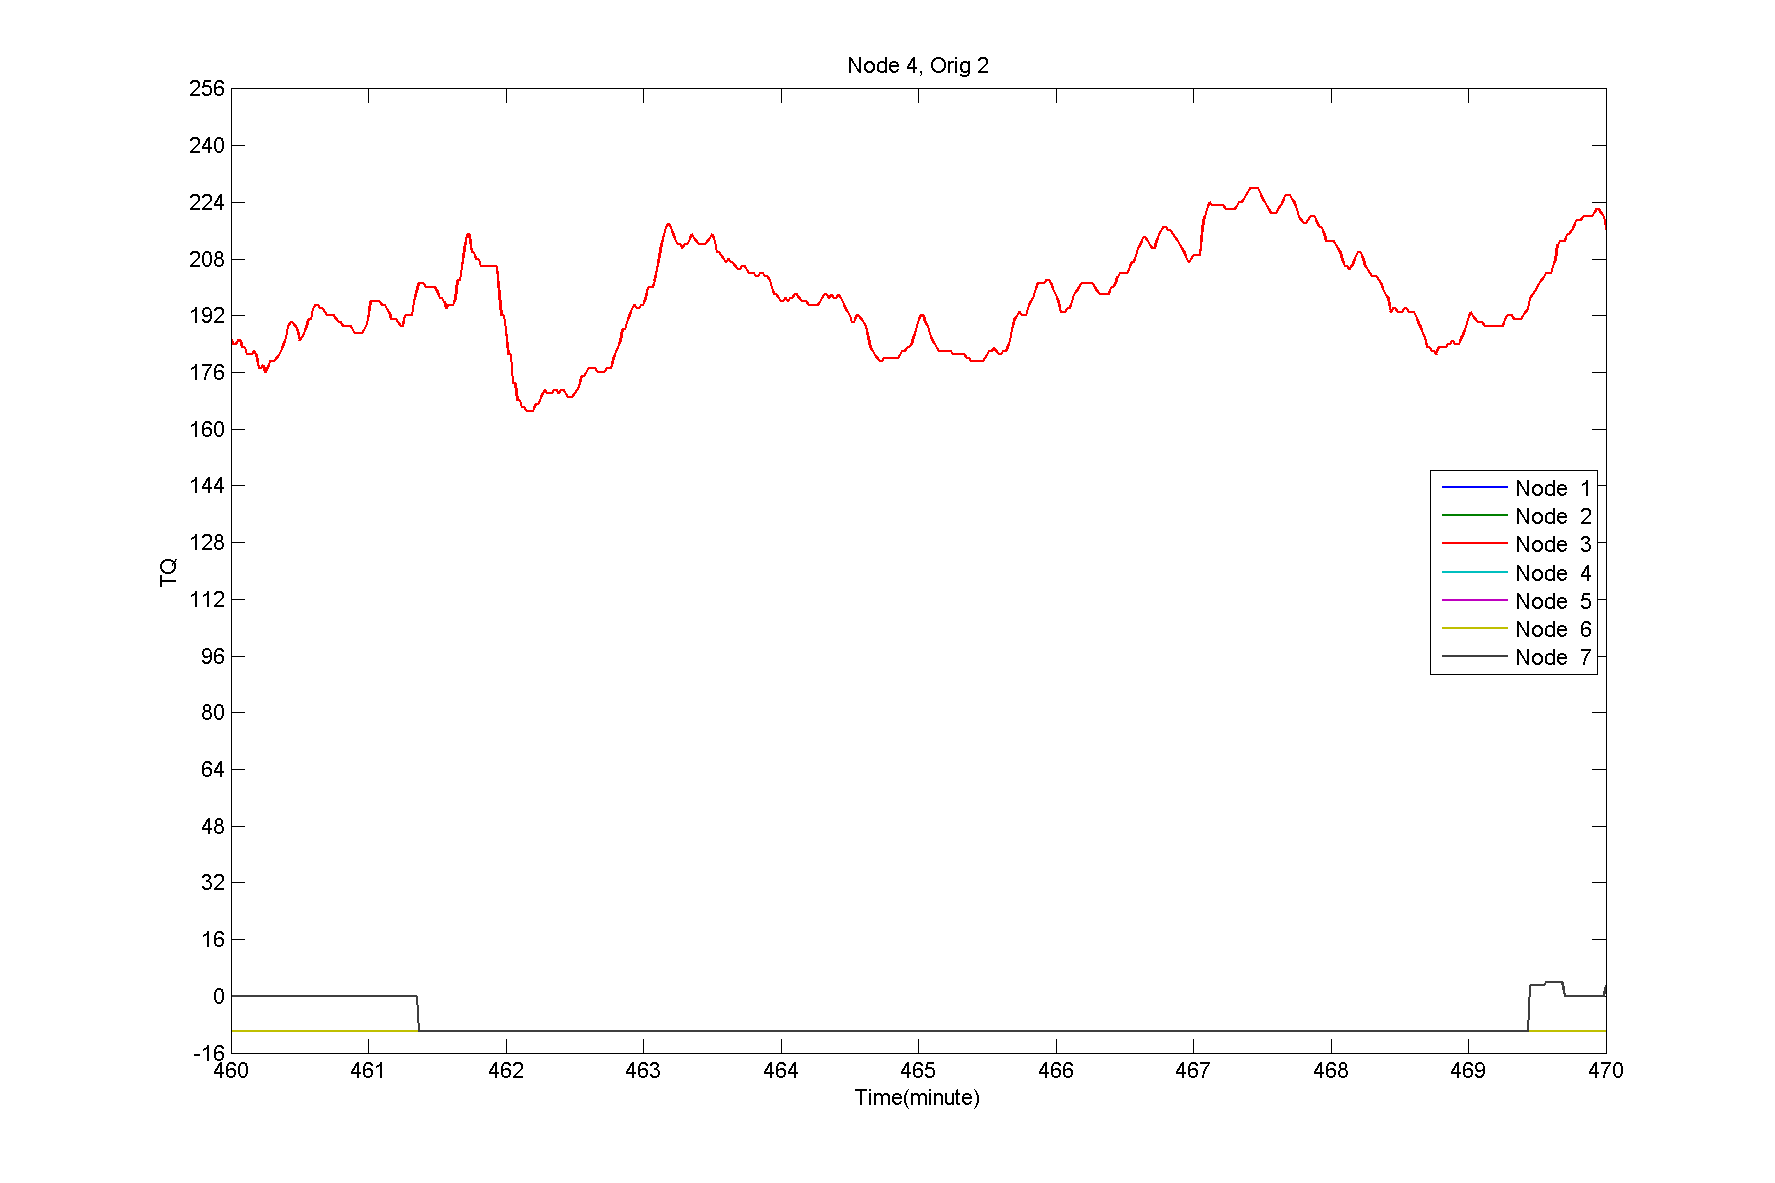 Node 4, Orig 2
256
240
224
208
192
176
160
144
128
112
96
80
64
48
32
16
0
-16
TQ
Node 1
Node 2
Node 3
Node 4
Node 5
Node 6
Node 7
460 461 462 463 464 465 466 467 468 469 470
Time(minute)